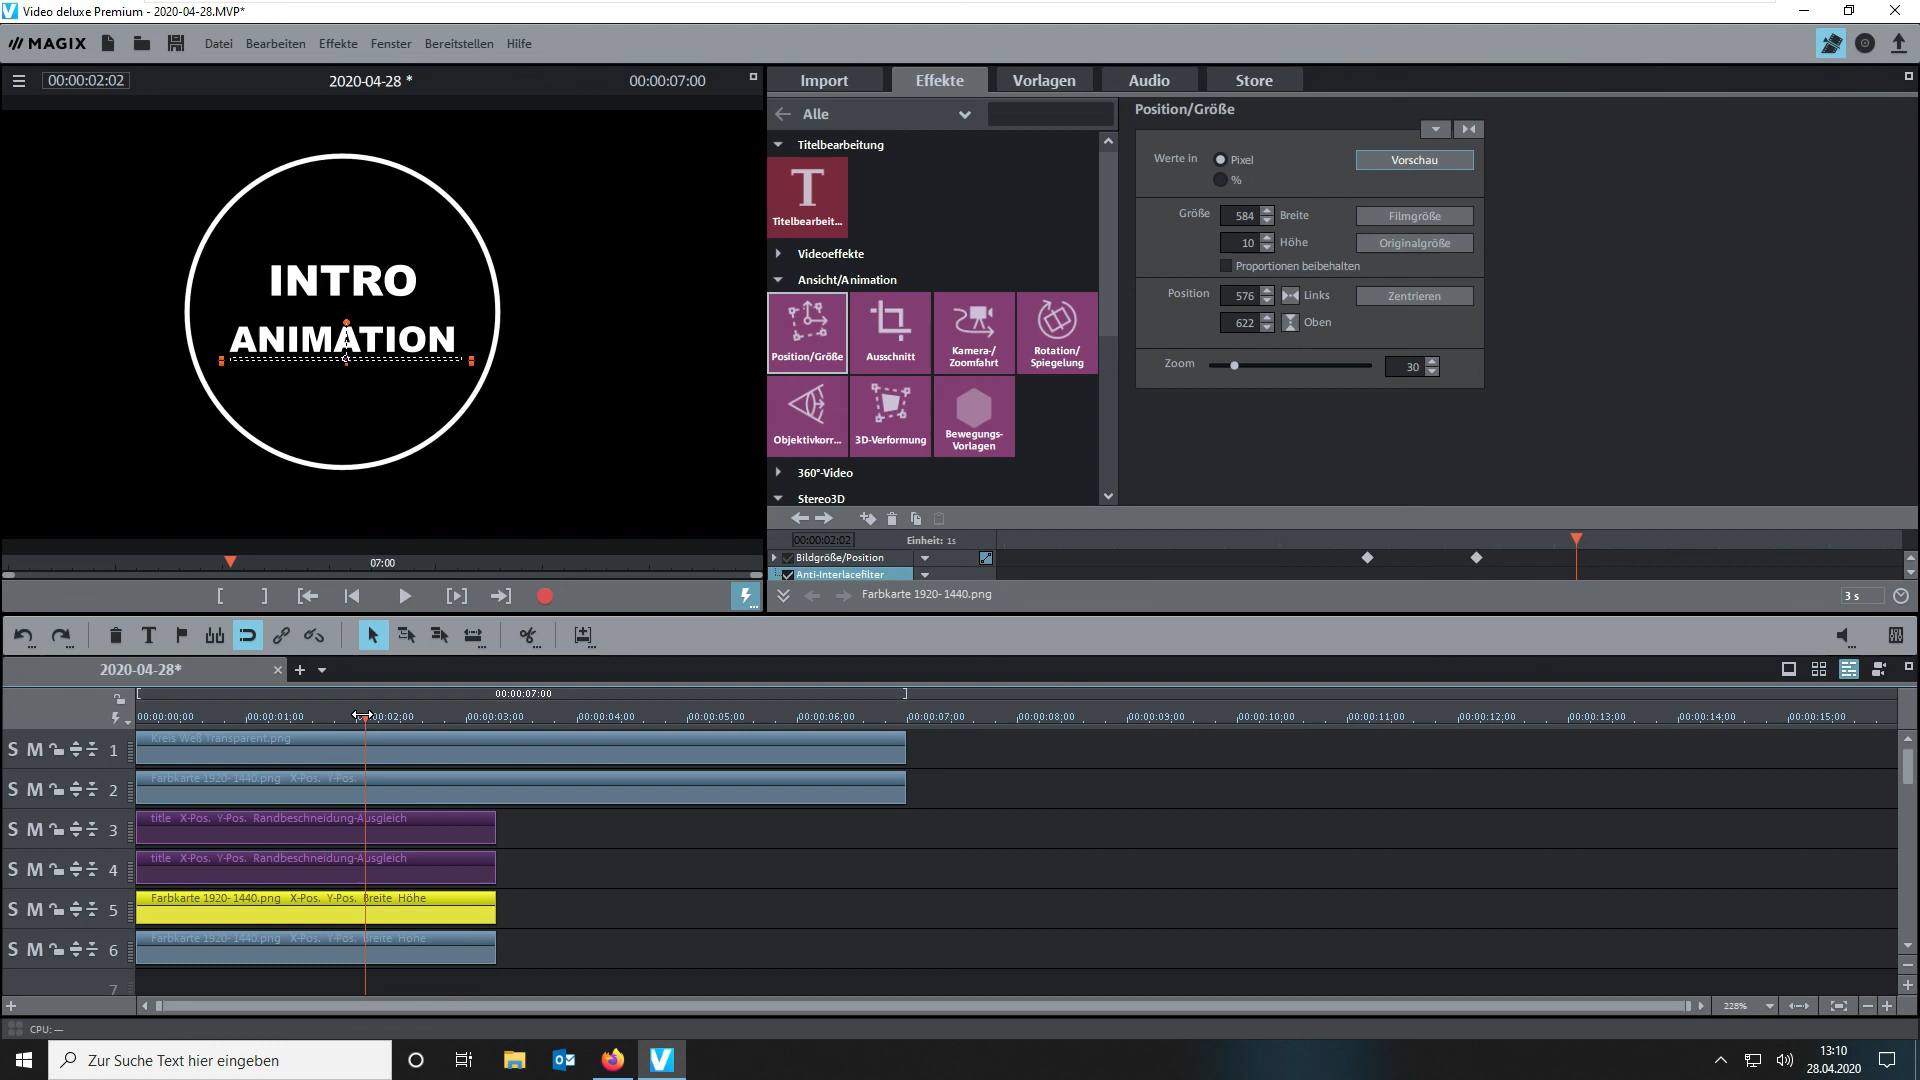 Video deluxe Premium - 2020-04-28.MVP*
MAGIX
Datei Bearbeiten Effekte Fenster Bereitstellen Hilfe
00:00:02:02 2020-04-28 * 00:00:07:00
Import Effekte Vorlagen Audio Store
Alle
Titelbearbeitung
T
Titelbearbeit...
Videoeffekte
Ansicht/Animation
Position/Größe Ausschnitt Kamera-/ Zoomfahrt Rotation/ Spiegelung
Objektivkorr... 3D-Verformung Bewegungs- Vorlagen
360°-Video
Stereo3D
Position/Größe
Werte in Pixel Vorschau
%
Größe 584 Breite Filmgröße
10 Höhe Originalgröße
Proportionen beibehalten
Position 576 Links Zentrieren
622 Oben
Zoom 30
INTRO
ANIMATION
07:00
00:00:02:02 Einheit: 1s
Bildgröße/Position
Anti-Interlacefilter
Farbkarte 1920-1440.png 3 s
2020-04-28*
00:00:07:00
00:00:00;00 00:00:01;00 00:00:02;00 00:00:03;00 00:00:04;00 00:00:05;00 00:00:06;00 00:00:07;00 00:00:08;00 00:00:09;00 00:00:10;00 00:00:11;00 00:00:12;00 00:00:13;00 00:00:14;00 00:00:15;00
S M 1 Kreis Weß Transparent.png
S M 2 Farbkarte 1920-1440.png X-Pos. Y-Pos.
S M 3 title X-Pos. Y-Pos. Randbeschneidung-Ausgleich
S M 4 title X-Pos. Y-Pos. Randbeschneidung-Ausgleich
S M 5 Farbkarte 1920-1440.png X-Pos. Y-Pos. Breite Höhe
S M 6 Farbkarte 1920-1440.png X-Pos. Y-Pos. Breite Höhe
7
228%
CPU: —
Zur Suche Text hier eingeben
13:10
28.04.2020